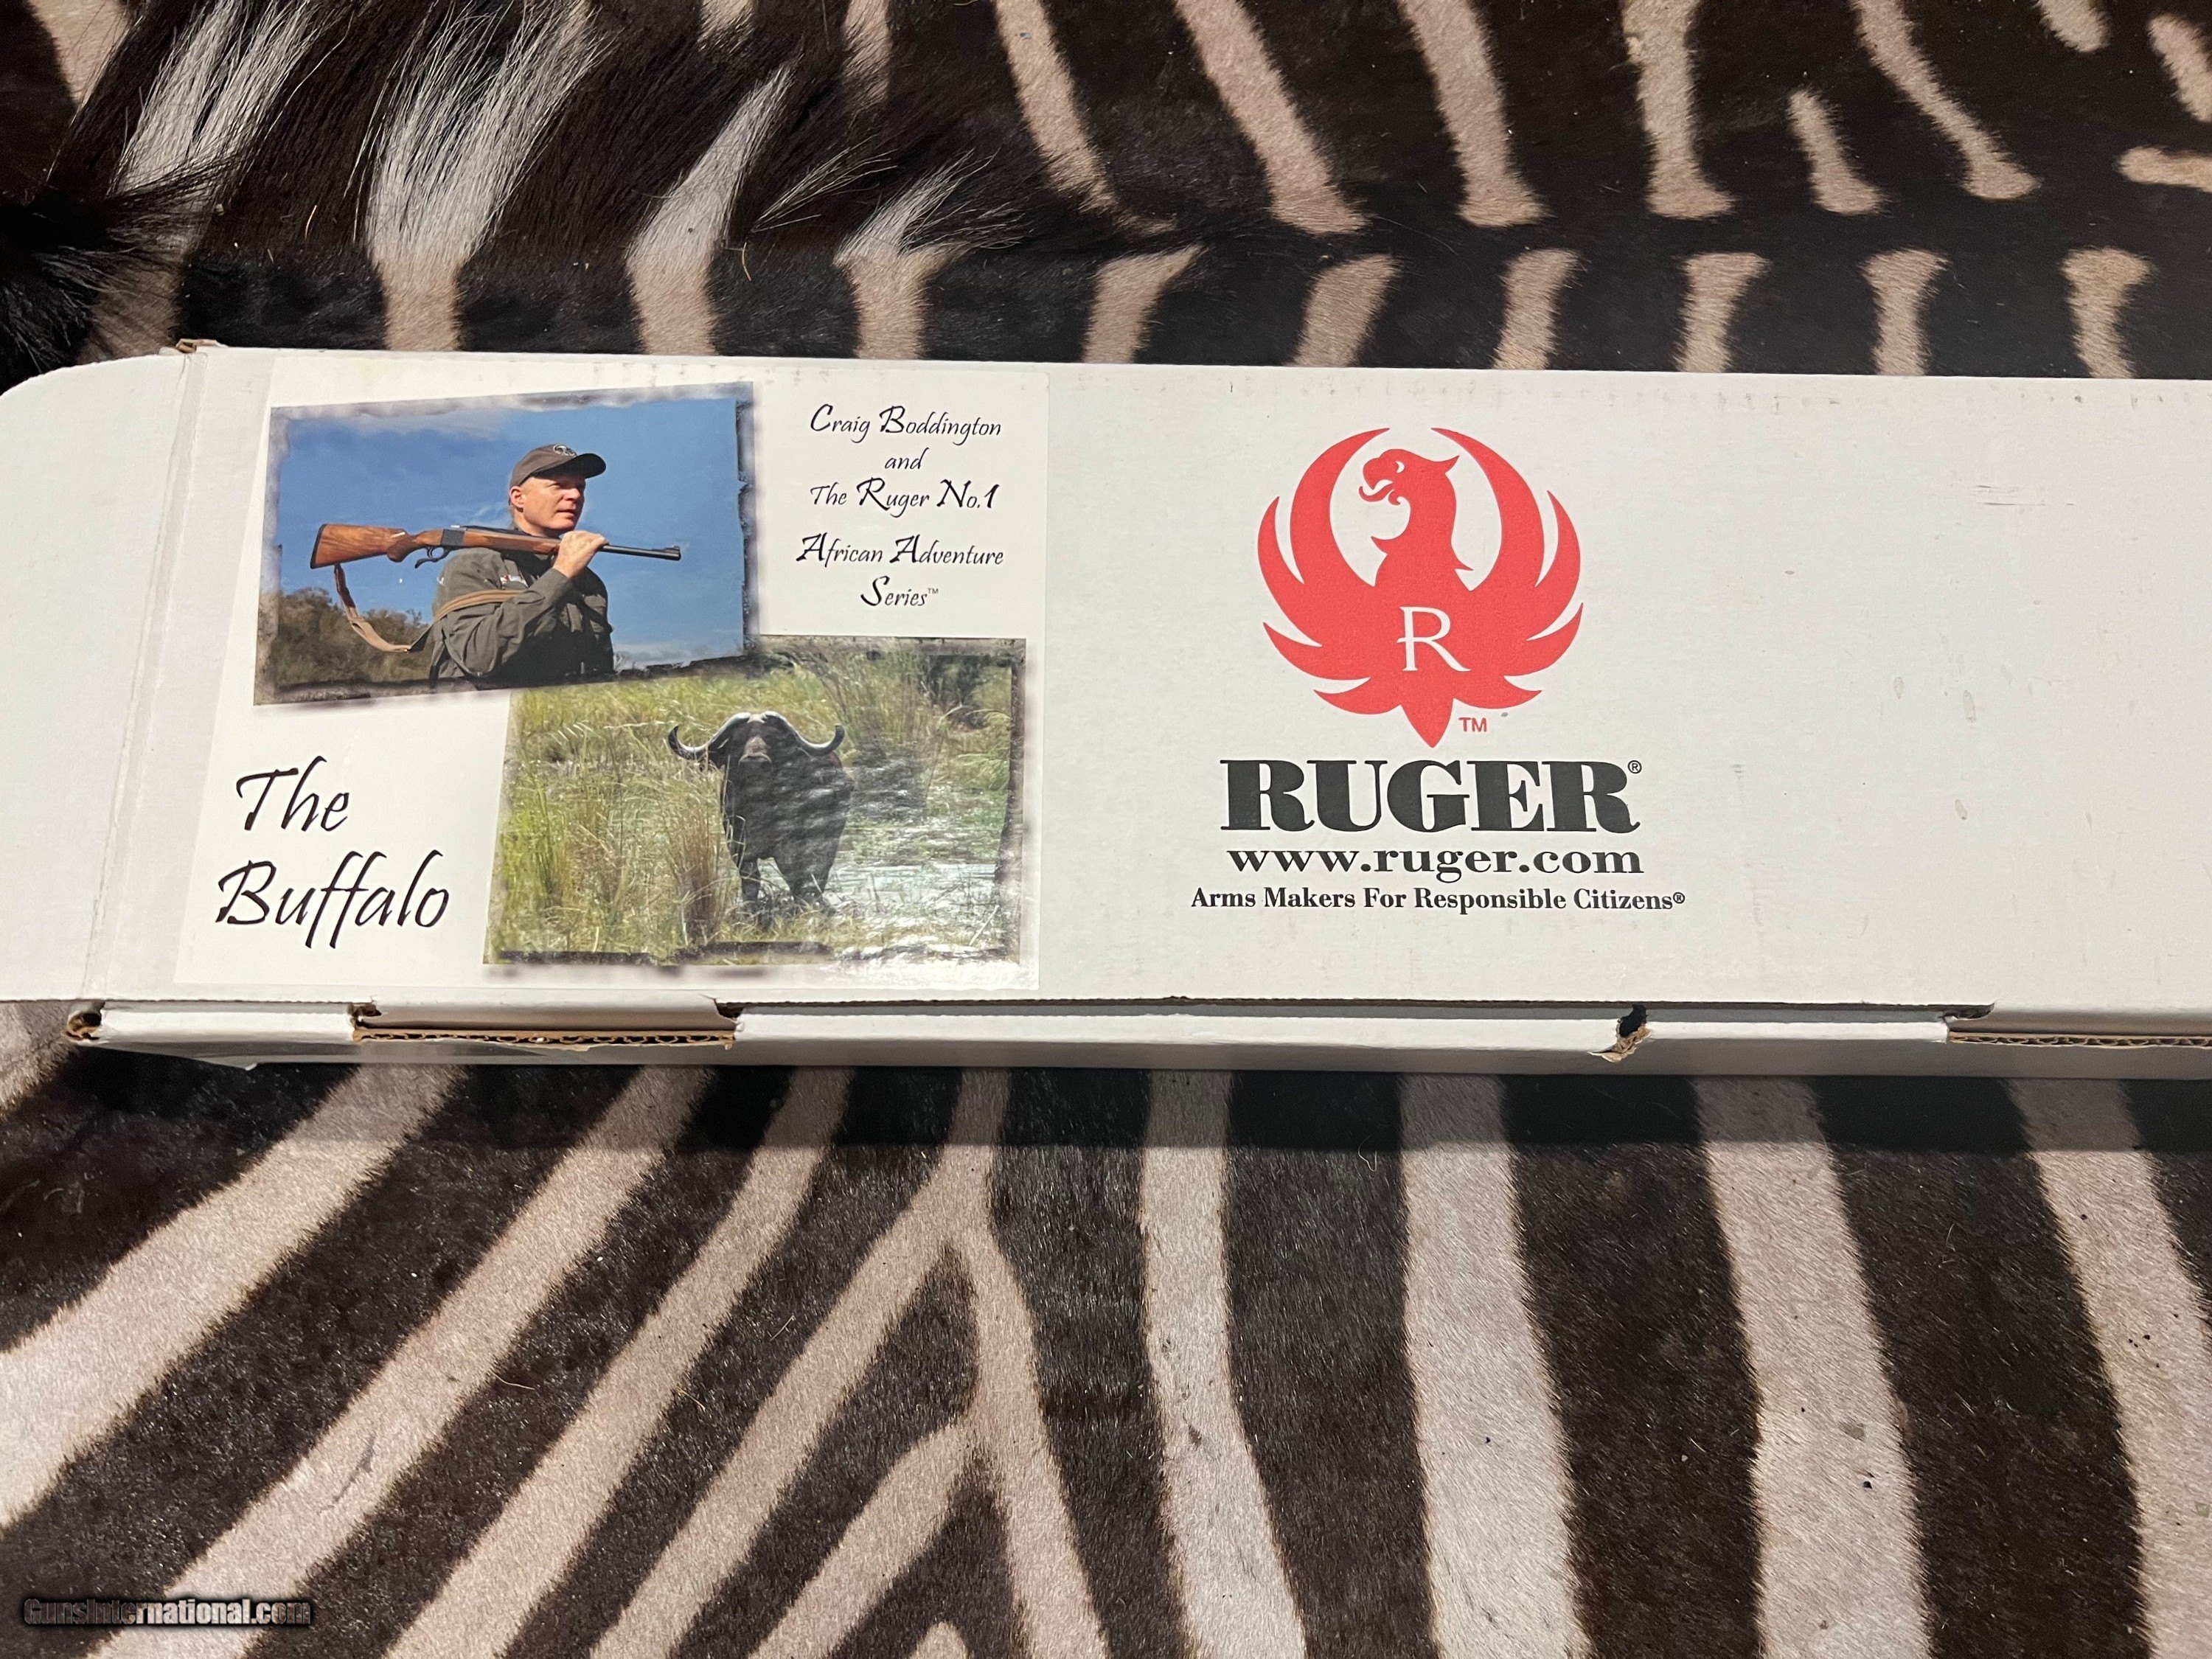 Craig Boddington
and
The Ruger No.1
African Adventure
Series™
The
Buffalo
R
™
RUGER®
www.ruger.com
Arms Makers For Responsible Citizens®
GunsInternational.com